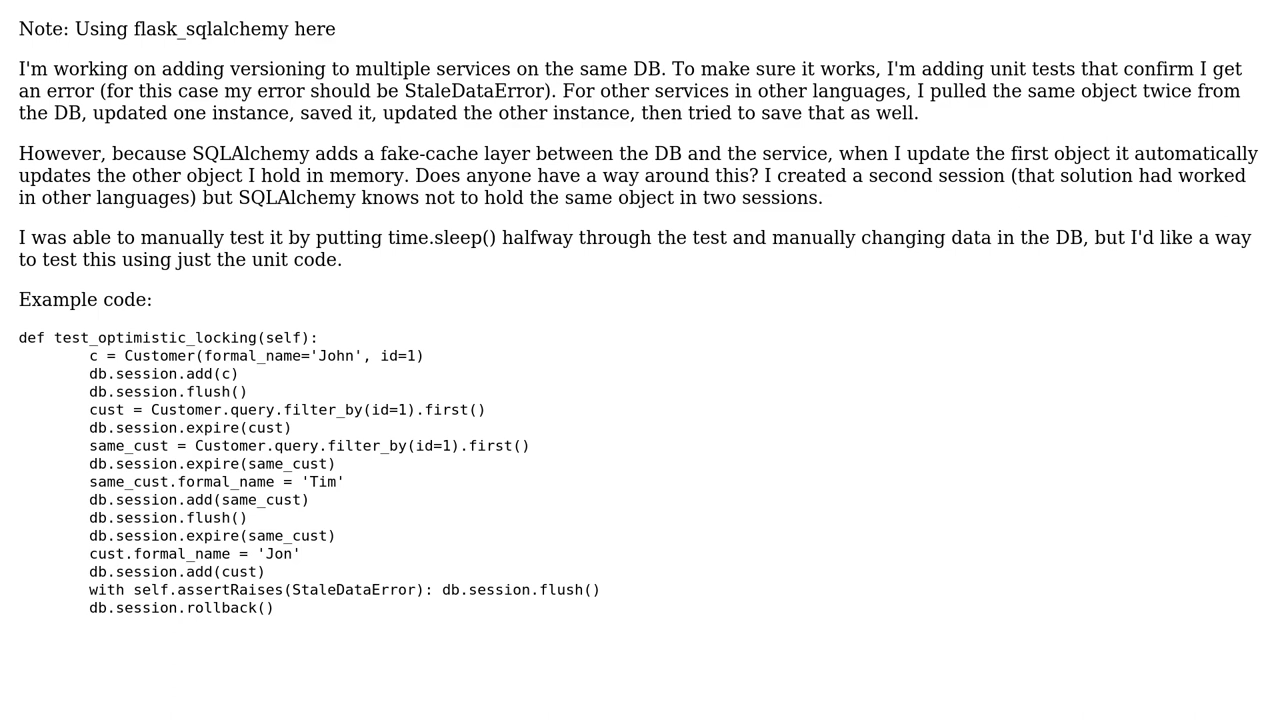 Note: Using flask_sqlalchemy here
I'm working on adding versioning to multiple services on the same DB. To make sure it works, I'm adding unit tests that confirm I get
an error (for this case my error should be StaleDataError). For other services in other languages, I pulled the same object twice from
the DB, updated one instance, saved it, updated the other instance, then tried to save that as well.
However, because SQLAlchemy adds a fake-cache layer between the DB and the service, when I update the first object it automatically
updates the other object I hold in memory. Does anyone have a way around this? I created a second session (that solution had worked
in other languages) but SQLAlchemy knows not to hold the same object in two sessions.
I was able to manually test it by putting time.sleep() halfway through the test and manually changing data in the DB, but I'd like a way
to test this using just the unit code.
Example code:
def test_optimistic_locking(self):
        c = Customer(formal_name='John', id=1)
        db.session.add(c)
        db.session.flush()
        cust = Customer.query.filter_by(id=1).first()
        db.session.expire(cust)
        same_cust = Customer.query.filter_by(id=1).first()
        db.session.expire(same_cust)
        same_cust.formal_name = 'Tim'
        db.session.add(same_cust)
        db.session.flush()
        db.session.expire(same_cust)
        cust.formal_name = 'Jon'
        db.session.add(cust)
        with self.assertRaises(StaleDataError): db.session.flush()
        db.session.rollback()